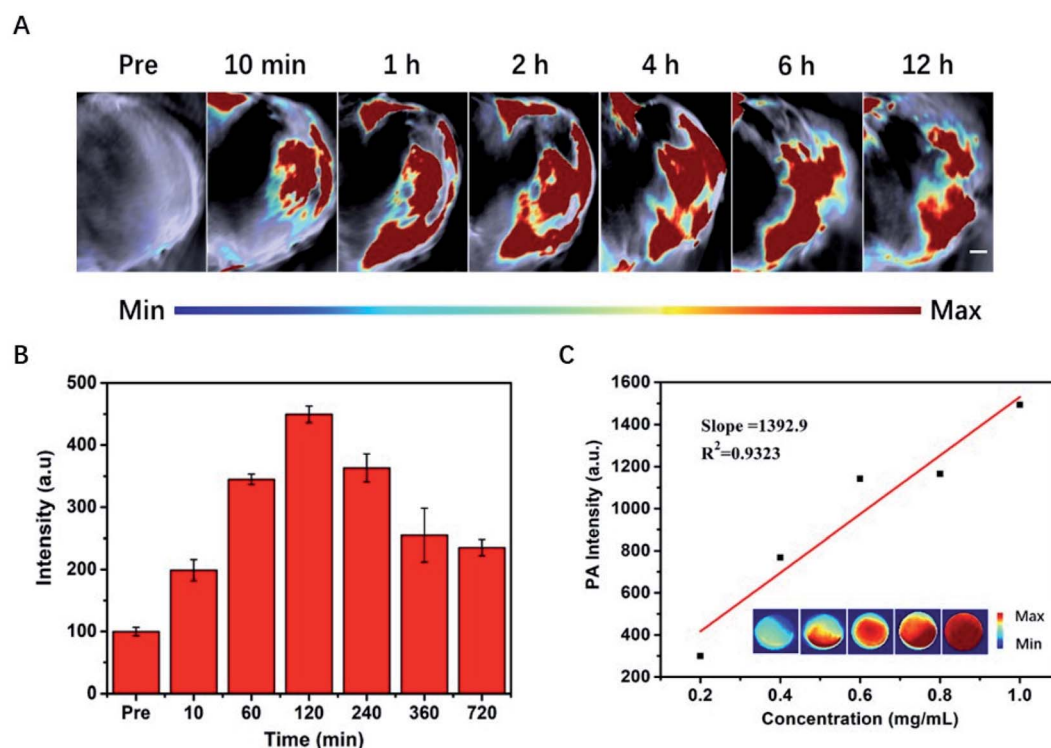 A
Pre 10 min 1 h 2 h 4 h 6 h 12 h
Min Max
B
500
400
300
200
100
0
Intensity (a.u)
Pre 10 60 120 240 360 720
Time (min)
C
1600
1400
1200
1000
800
600
400
200
PA Intensity (a.u.)
Slope =1392.9
R²=0.9323
Max
Min
0.2 0.4 0.6 0.8 1.0
Concentration (mg/mL)